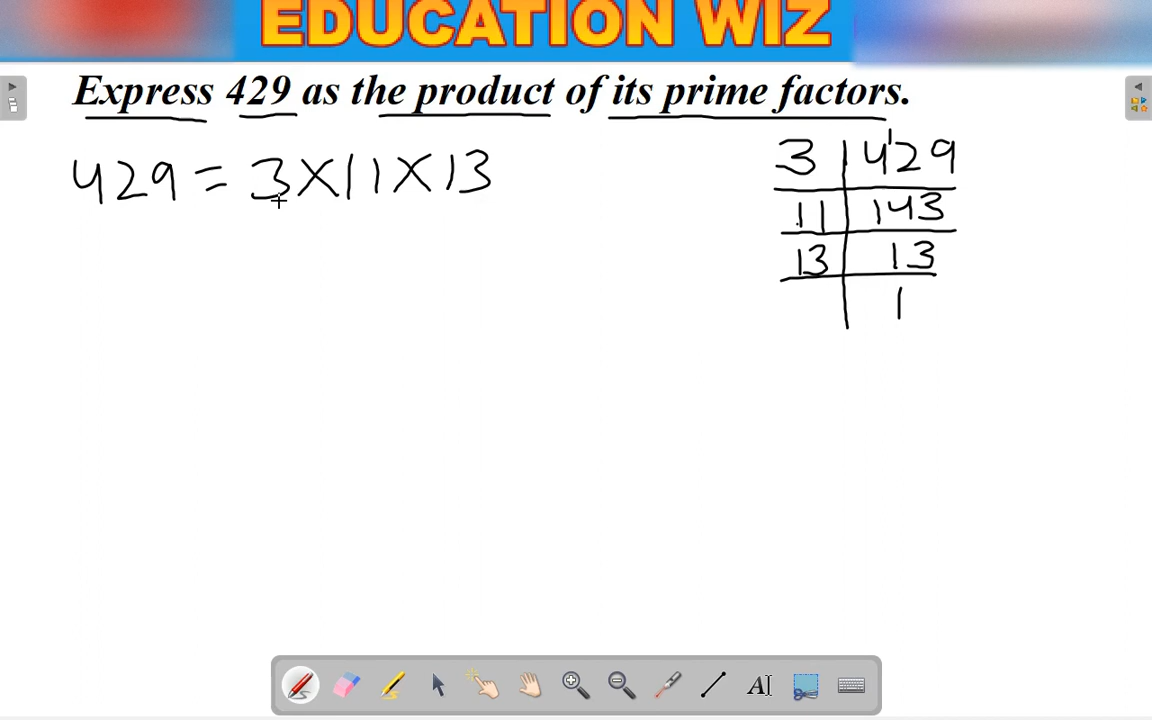 EDUCATION WIZ
Express 429 as the product of its prime factors.
429 = 3 X 11 X 13
3 | 429
11 | 143
13 | 13
1
A